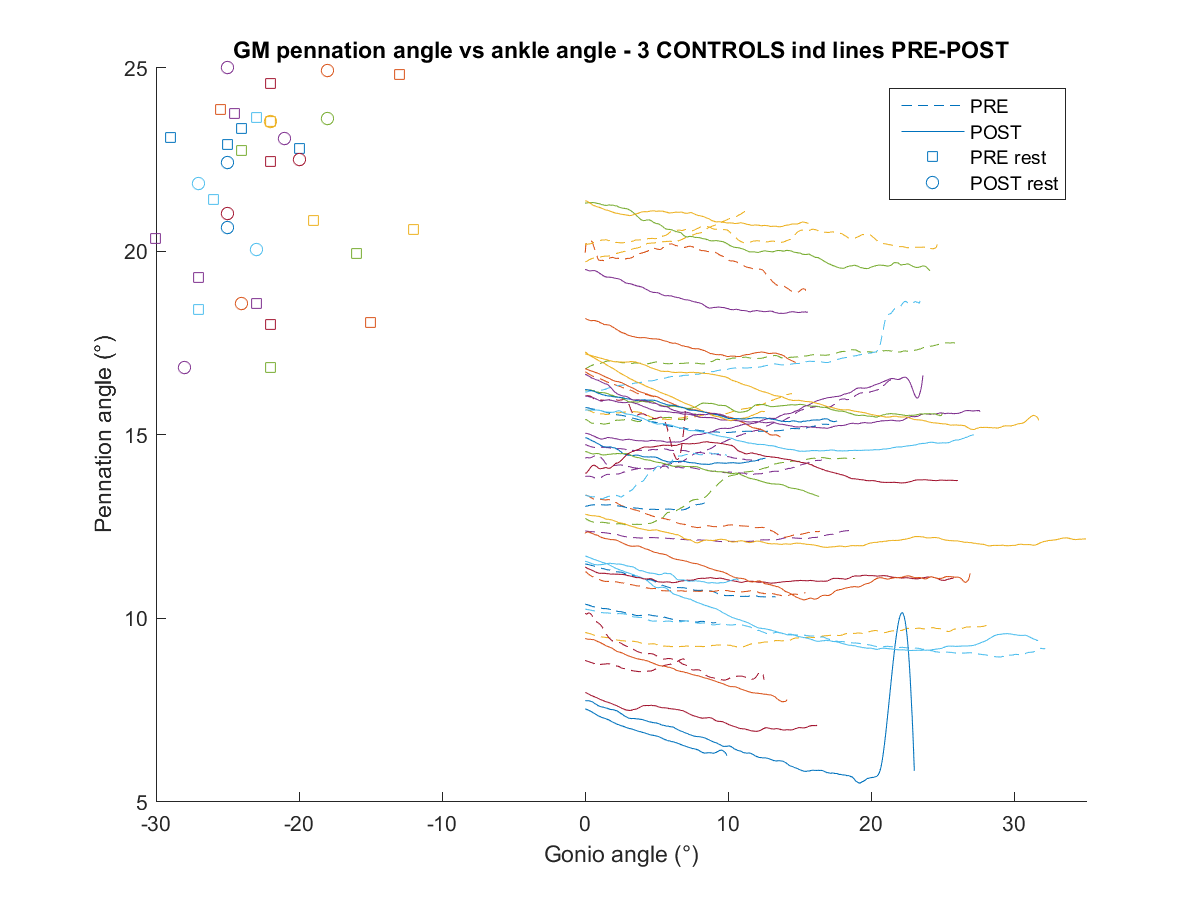 GM pennation angle vs ankle angle - 3 CONTROLS ind lines PRE-POST
PRE
POST
PRE rest
POST rest
Pennation angle (°)
25
20
15
10
5
-30
-20
-10
0
10
20
30
Gonio angle (°)